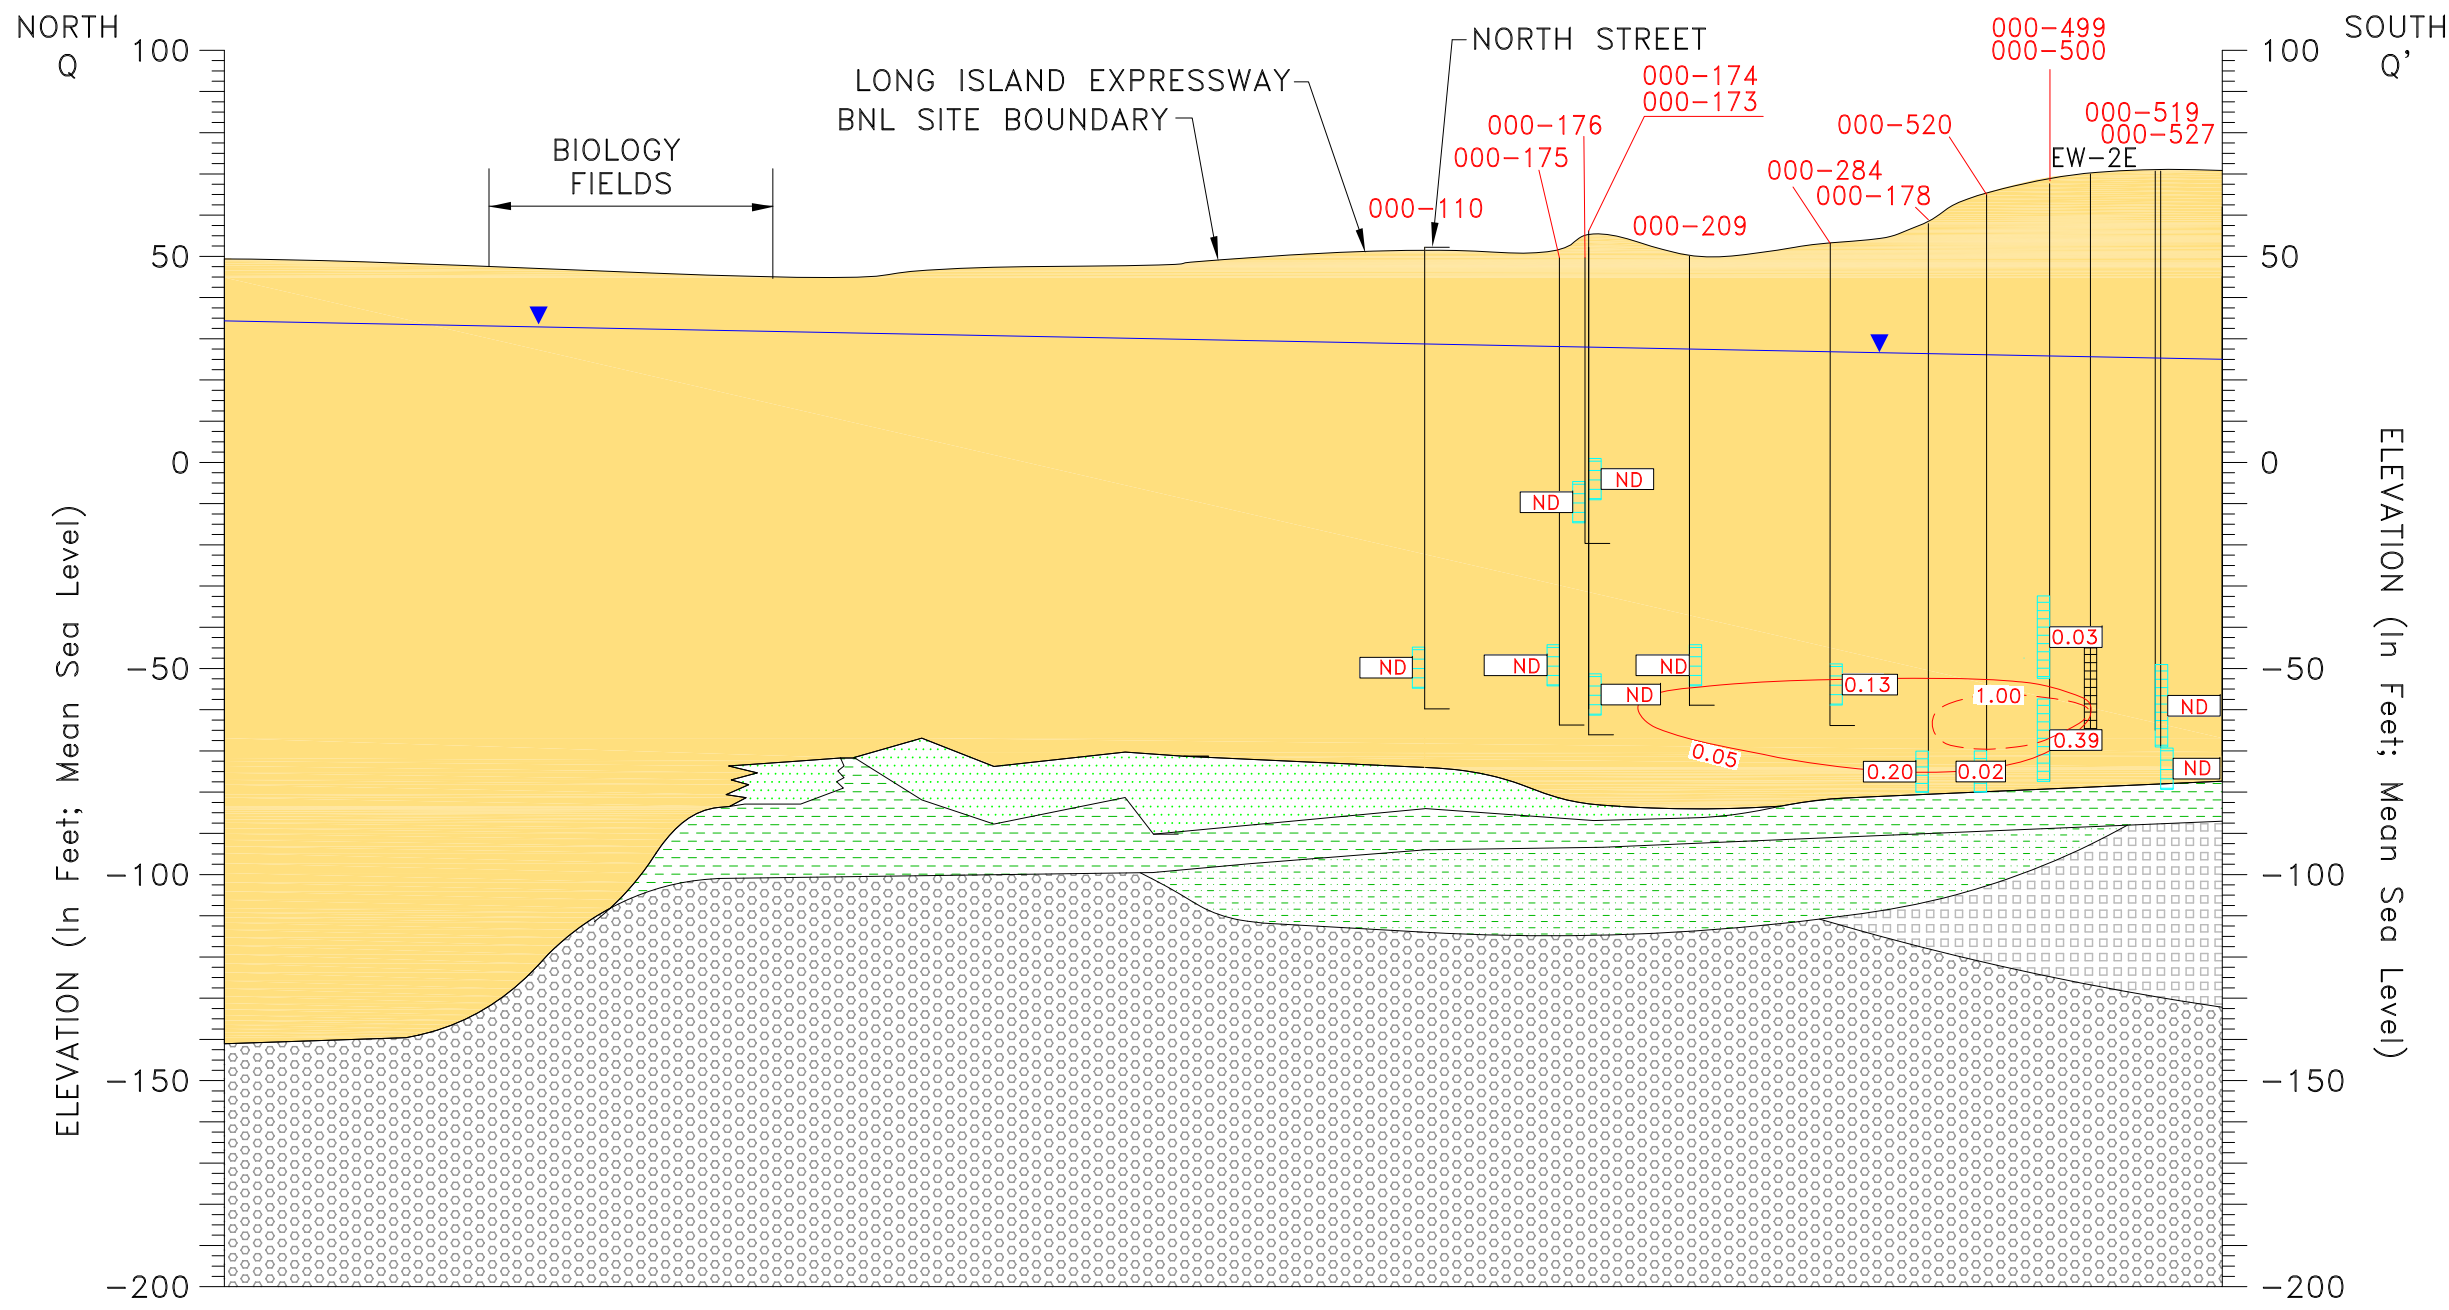 NORTH
Q
SOUTH
Q'
100
50
0
-50
-100
-150
-200
ELEVATION (In Feet; Mean Sea Level)
BIOLOGY
FIELDS
LONG ISLAND EXPRESSWAY
BNL SITE BOUNDARY
NORTH STREET
000-110
000-176
000-175
000-174
000-173
000-209
000-520
000-284
000-178
000-499
000-500
EW-2E
000-519
000-527
ND
ND
ND
ND
ND
ND
0.13
1.00
0.03
0.39
0.05
0.20
0.02
ND
ND
100
50
0
-50
-100
-150
-200
ELEVATION (In Feet; Mean Sea Level)